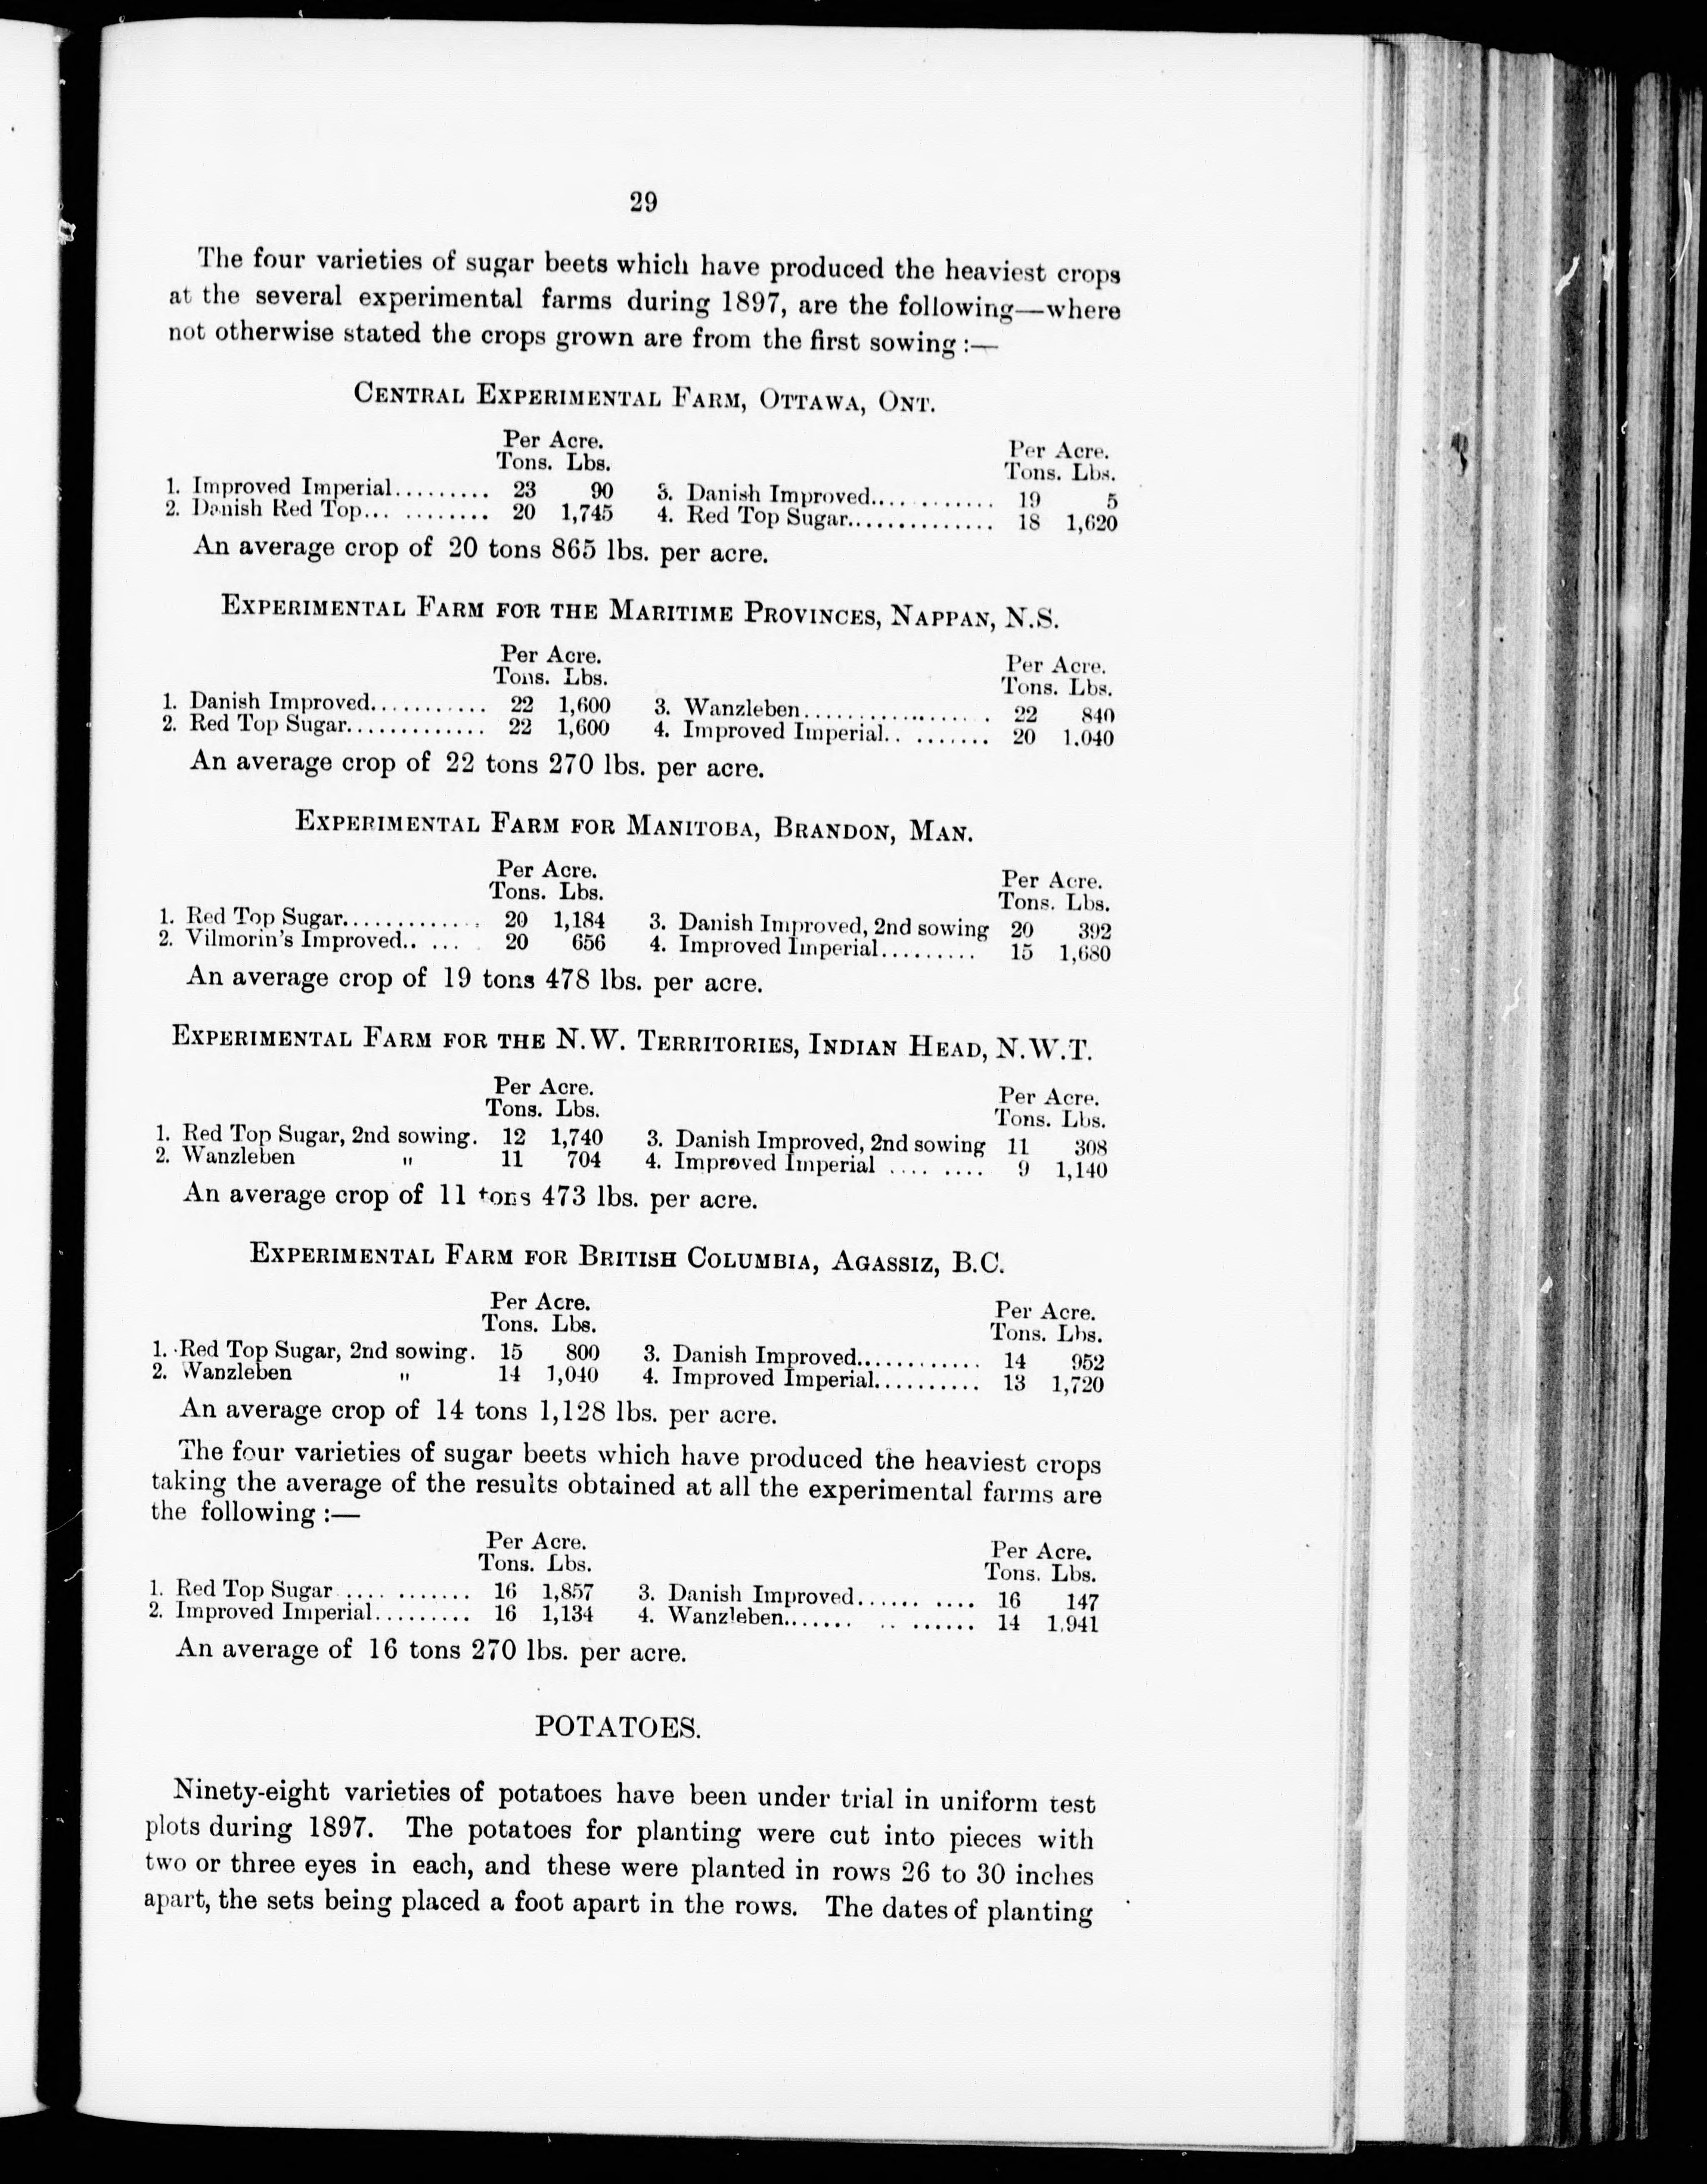 29
The four varieties of sugar beets which have produced the heaviest crops
at the several experimental farms during 1897, are the following—where
not otherwise stated the crops grown are from the first sowing :—
CENTRAL EXPERIMENTAL FARM, OTTAWA, ONT.
Per Acre. Per Acre.
Tons. Lbs. Tons. Lbs.
1. Improved Imperial......... 23 90 3. Danish Improved............ 19 5
2. Danish Red Top... ......... 20 1,745 4. Red Top Sugar.............. 18 1,620
An average crop of 20 tons 865 lbs. per acre.
EXPERIMENTAL FARM FOR THE MARITIME PROVINCES, NAPPAN, N.S.
Per Acre. Per Acre.
Tons. Lbs. Tons. Lbs.
1. Danish Improved........... 22 1,600 3. Wanzleben.................. 22 840
2. Red Top Sugar............. 22 1,600 4. Improved Imperial.. ........ 20 1.040
An average crop of 22 tons 270 lbs. per acre.
EXPERIMENTAL FARM FOR MANITOBA, BRANDON, MAN.
Per Acre. Per Acre.
Tons. Lbs. Tons. Lbs.
1. Red Top Sugar............. 20 1,184 3. Danish Improved, 2nd sowing 20 392
2. Vilmorin's Improved.. .... 20 656 4. Improved Imperial......... 15 1,680
An average crop of 19 tons 478 lbs. per acre.
EXPERIMENTAL FARM FOR THE N.W. TERRITORIES, INDIAN HEAD, N.W.T.
Per Acre. Per Acre.
Tons. Lbs. Tons. Lbs.
1. Red Top Sugar, 2nd sowing. 12 1,740 3. Danish Improved, 2nd sowing 11 308
2. Wanzleben " 11 704 4. Improved Imperial .... .... 9 1,140
An average crop of 11 tons 473 lbs. per acre.
EXPERIMENTAL FARM FOR BRITISH COLUMBIA, AGASSIZ, B.C.
Per Acre. Per Acre.
Tons. Lbs. Tons. Lbs.
1. Red Top Sugar, 2nd sowing. 15 800 3. Danish Improved............ 14 952
2. Wanzleben " 14 1,040 4. Improved Imperial.......... 13 1,720
An average crop of 14 tons 1,128 lbs. per acre.
The four varieties of sugar beets which have produced the heaviest crops
taking the average of the results obtained at all the experimental farms are
the following :—
Per Acre. Per Acre.
Tons. Lbs. Tons. Lbs.
1. Red Top Sugar .... ....... 16 1,857 3. Danish Improved...... .... 16 147
2. Improved Imperial......... 16 1,134 4. Wanzleben....... .. ...... 14 1.941
An average of 16 tons 270 lbs. per acre.
POTATOES.
Ninety-eight varieties of potatoes have been under trial in uniform test
plots during 1897. The potatoes for planting were cut into pieces with
two or three eyes in each, and these were planted in rows 26 to 30 inches
apart, the sets being placed a foot apart in the rows. The dates of planting